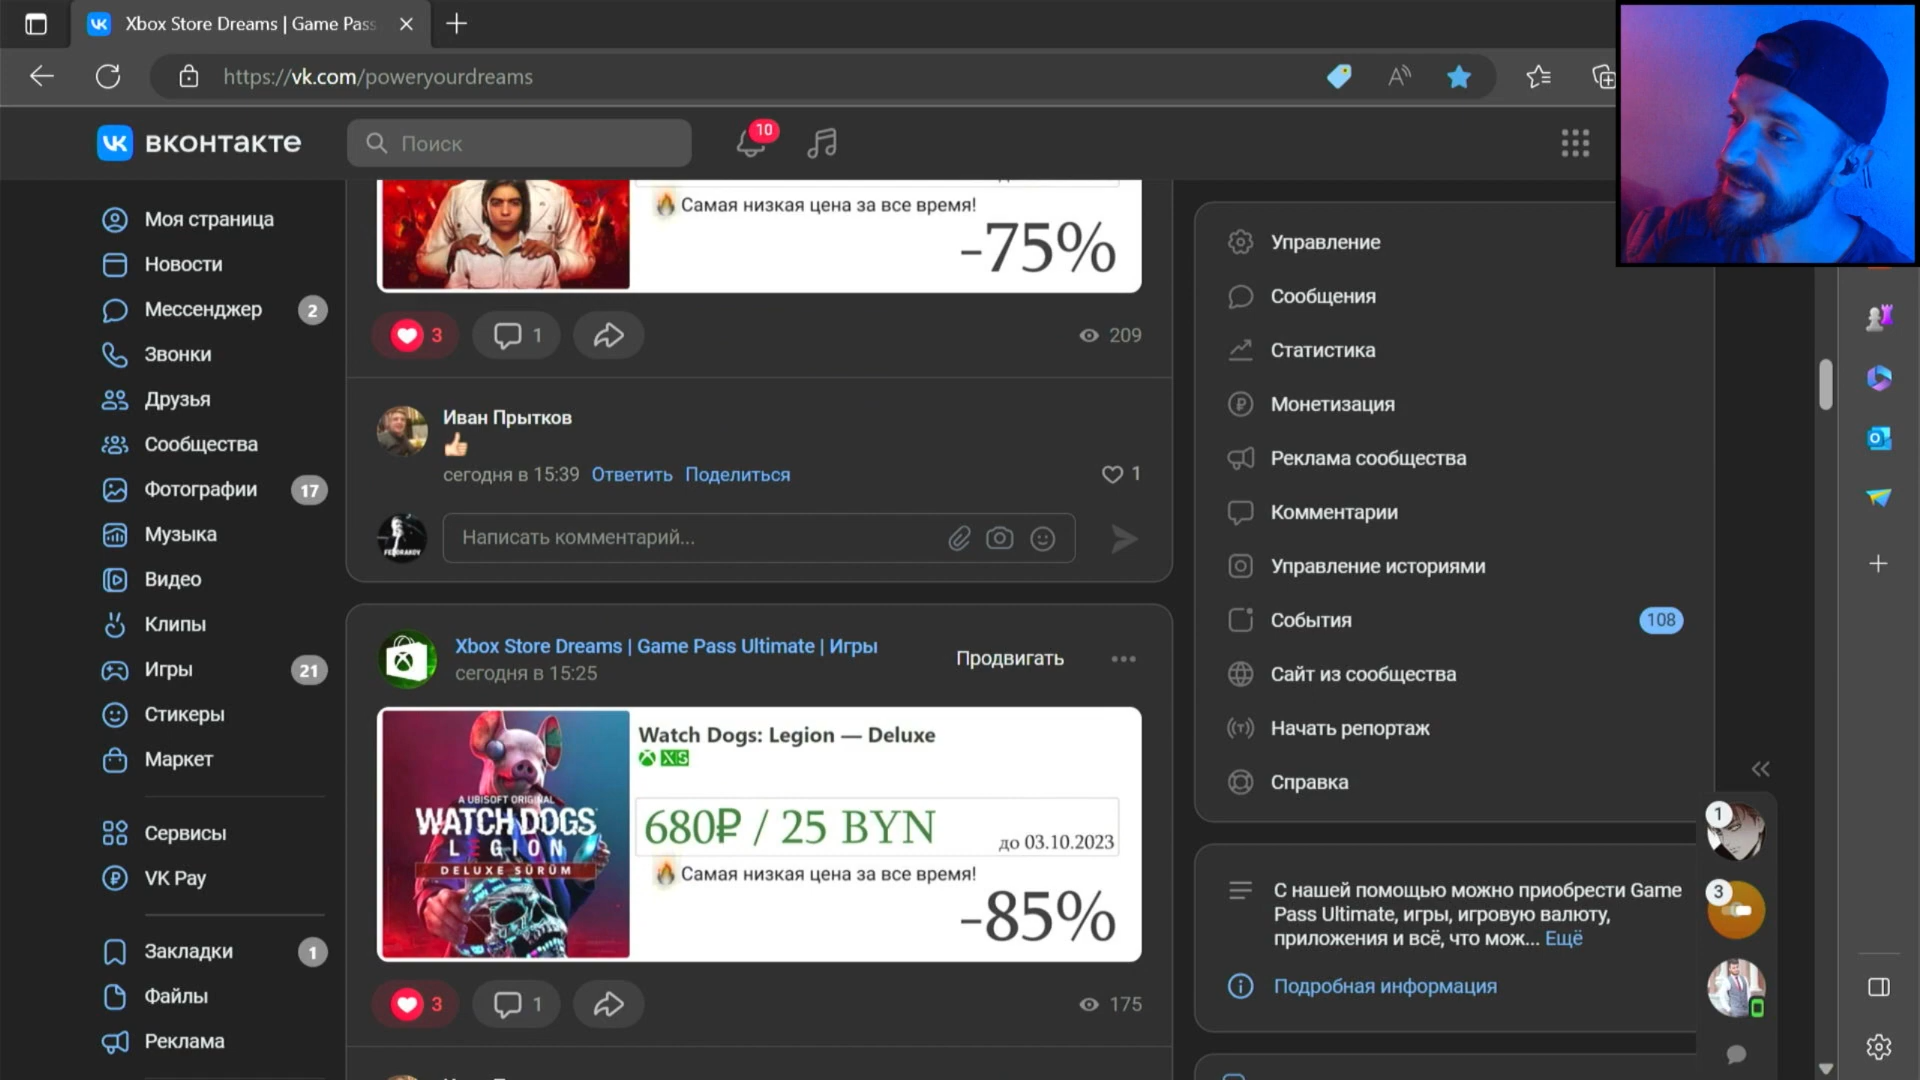 Xbox Store Dreams | Game Pass
https://vk.com/poweryourdreams
вконтакте
Поиск
10
Моя страница
Новости
Мессенджер 2
Звонки
Друзья
Сообщества
Фотографии 17
Музыка
Видео
Клипы
Игры 21
Стикеры
Маркет
Сервисы
VK Pay
Закладки 1
Файлы
Реклама
Самая низкая цена за все время!
-75%
3
1
209
Иван Прытков
сегодня в 15:39 Ответить Поделиться
1
Написать комментарий...
Xbox Store Dreams | Game Pass Ultimate | Игры
сегодня в 15:25
Продвигать
A UBISOFT ORIGINAL
WATCH DOGS
LEGION
DELUXE SÜRÜM
Watch Dogs: Legion — Deluxe
X|S
680₽ / 25 BYN
до 03.10.2023
Самая низкая цена за все время!
-85%
3
1
175
Управление
Сообщения
Статистика
Монетизация
Реклама сообщества
Комментарии
Управление историями
События 108
Сайт из сообщества
Начать репортаж
Справка
С нашей помощью можно приобрести Game
Pass Ultimate, игры, игровую валюту,
приложения и всё, что мож... Ещё
Подробная информация
1
3